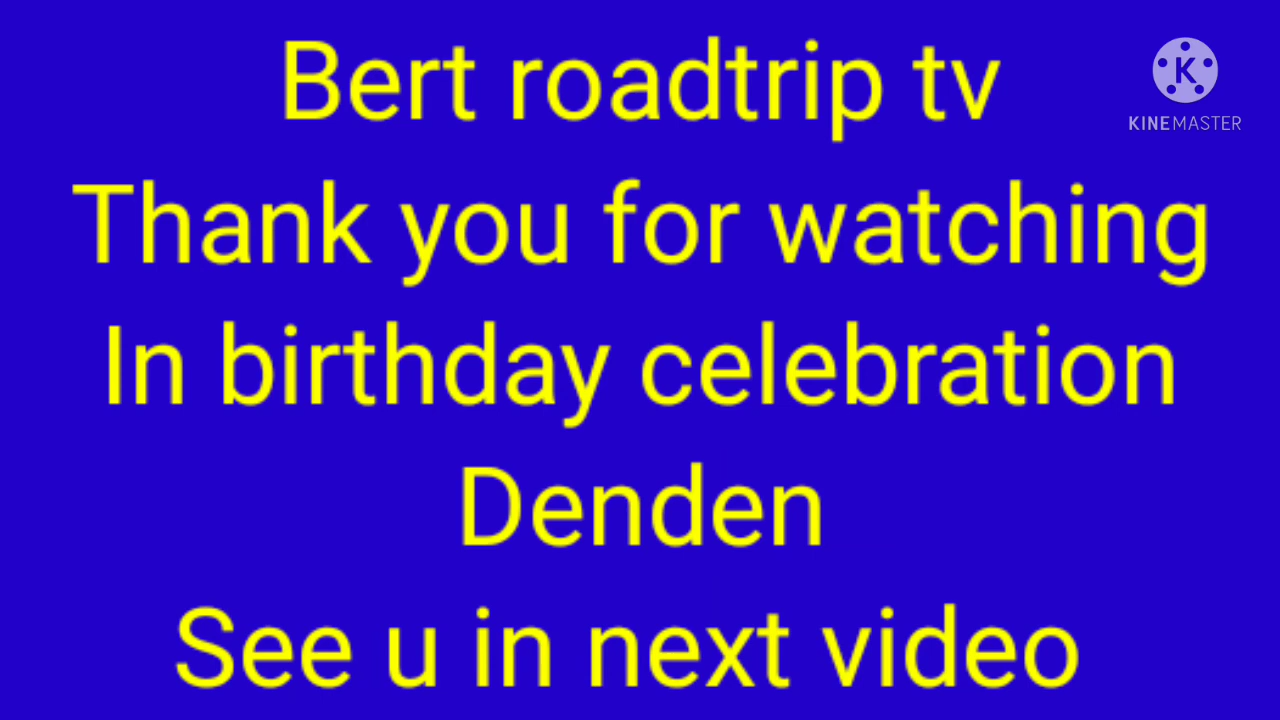 Bert roadtrip tv
KINEMASTER
Thank you for watching
In birthday celebration
Denden
See u in next video